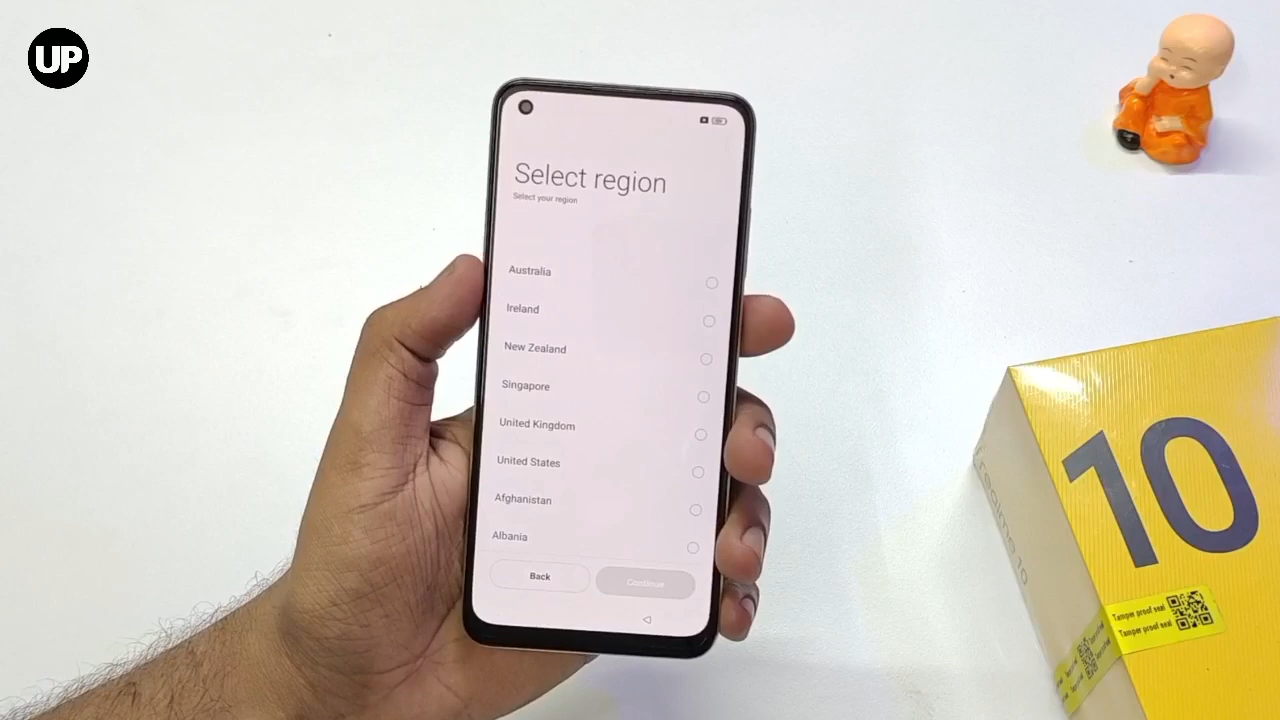 UP
Select region
Select your region
Australia
Ireland
New Zealand
Singapore
United Kingdom
United States
Afghanistan
Albania
Back
Continue
10
realme 10
Tamper proof seal
Tamper proof seal